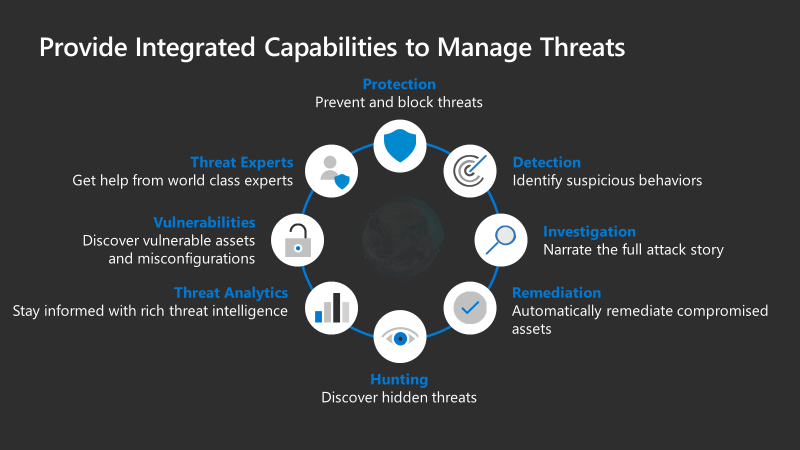 Provide Integrated Capabilities to Manage Threats
Protection
Prevent and block threats
Threat Experts
Get help from world class experts
Detection
Identify suspicious behaviors
Vulnerabilities
Discover vulnerable assets
and misconfigurations
Investigation
Narrate the full attack story
Threat Analytics
Stay informed with rich threat intelligence
Remediation
Automatically remediate compromised
assets
Hunting
Discover hidden threats